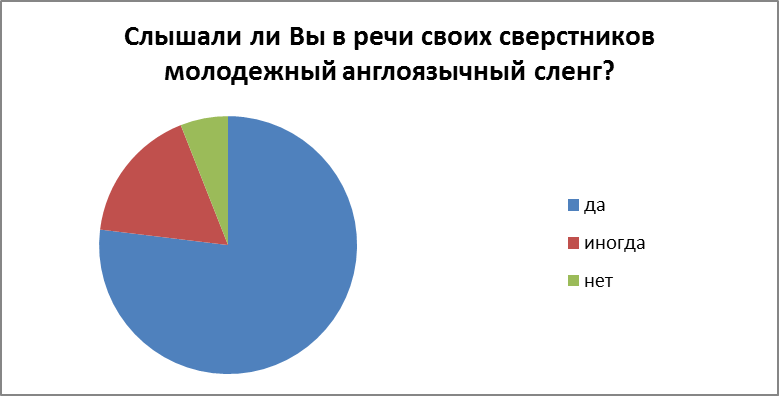 Слышали ли Вы в речи своих сверстников
молодежный англоязычный сленг?
да
иногда
нет